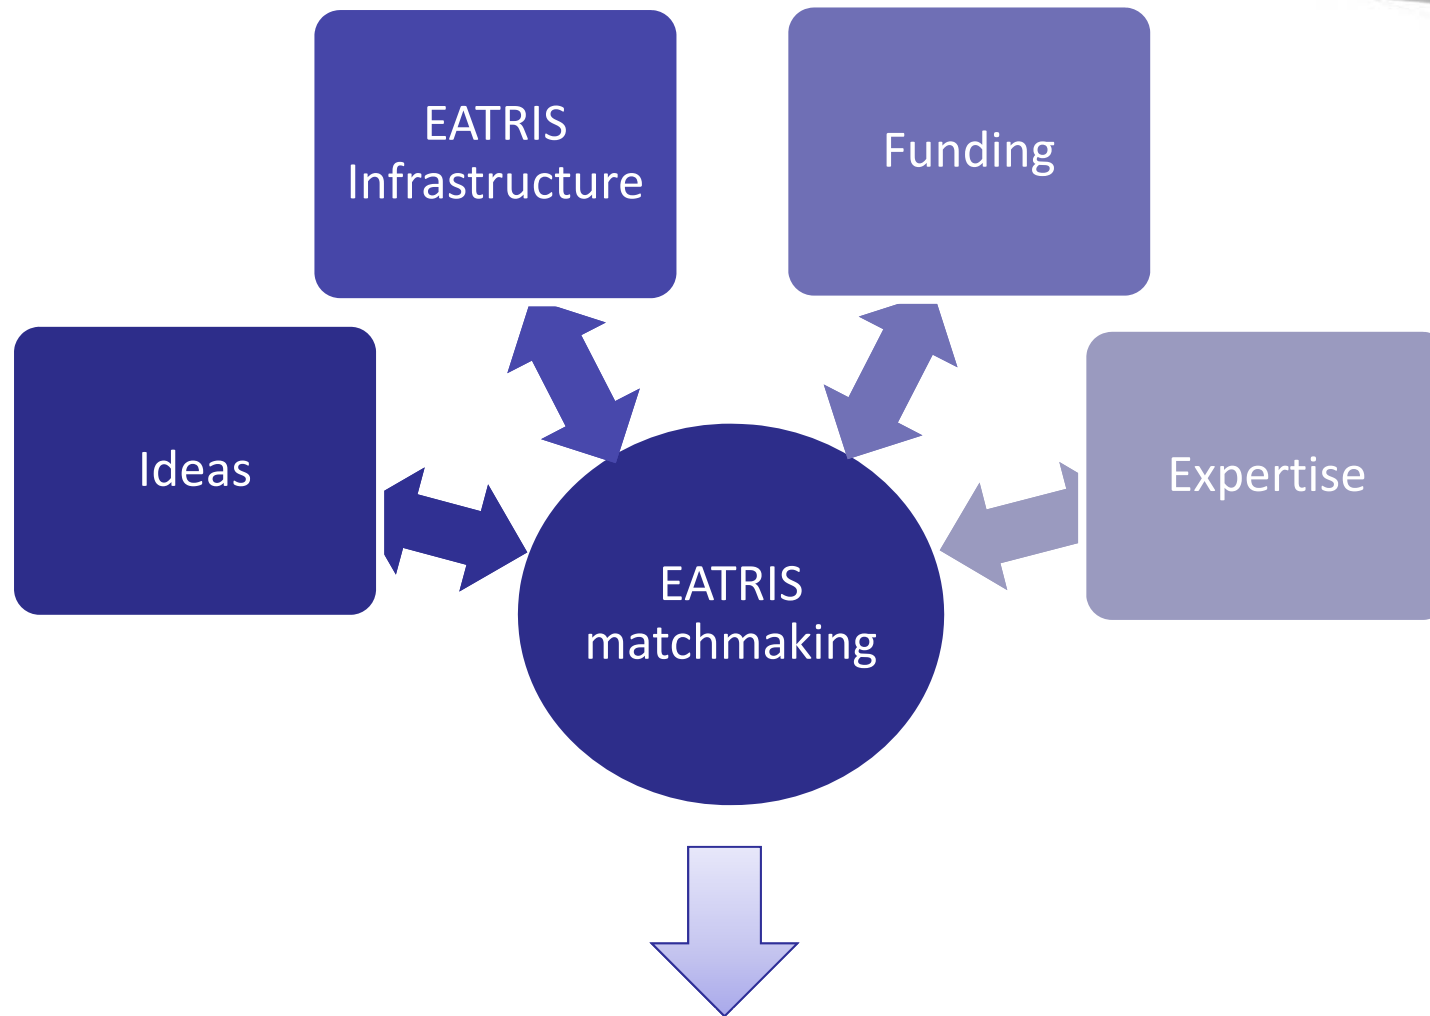 EATRIS
Infrastructure
Funding
Ideas
Expertise
EATRIS
matchmaking